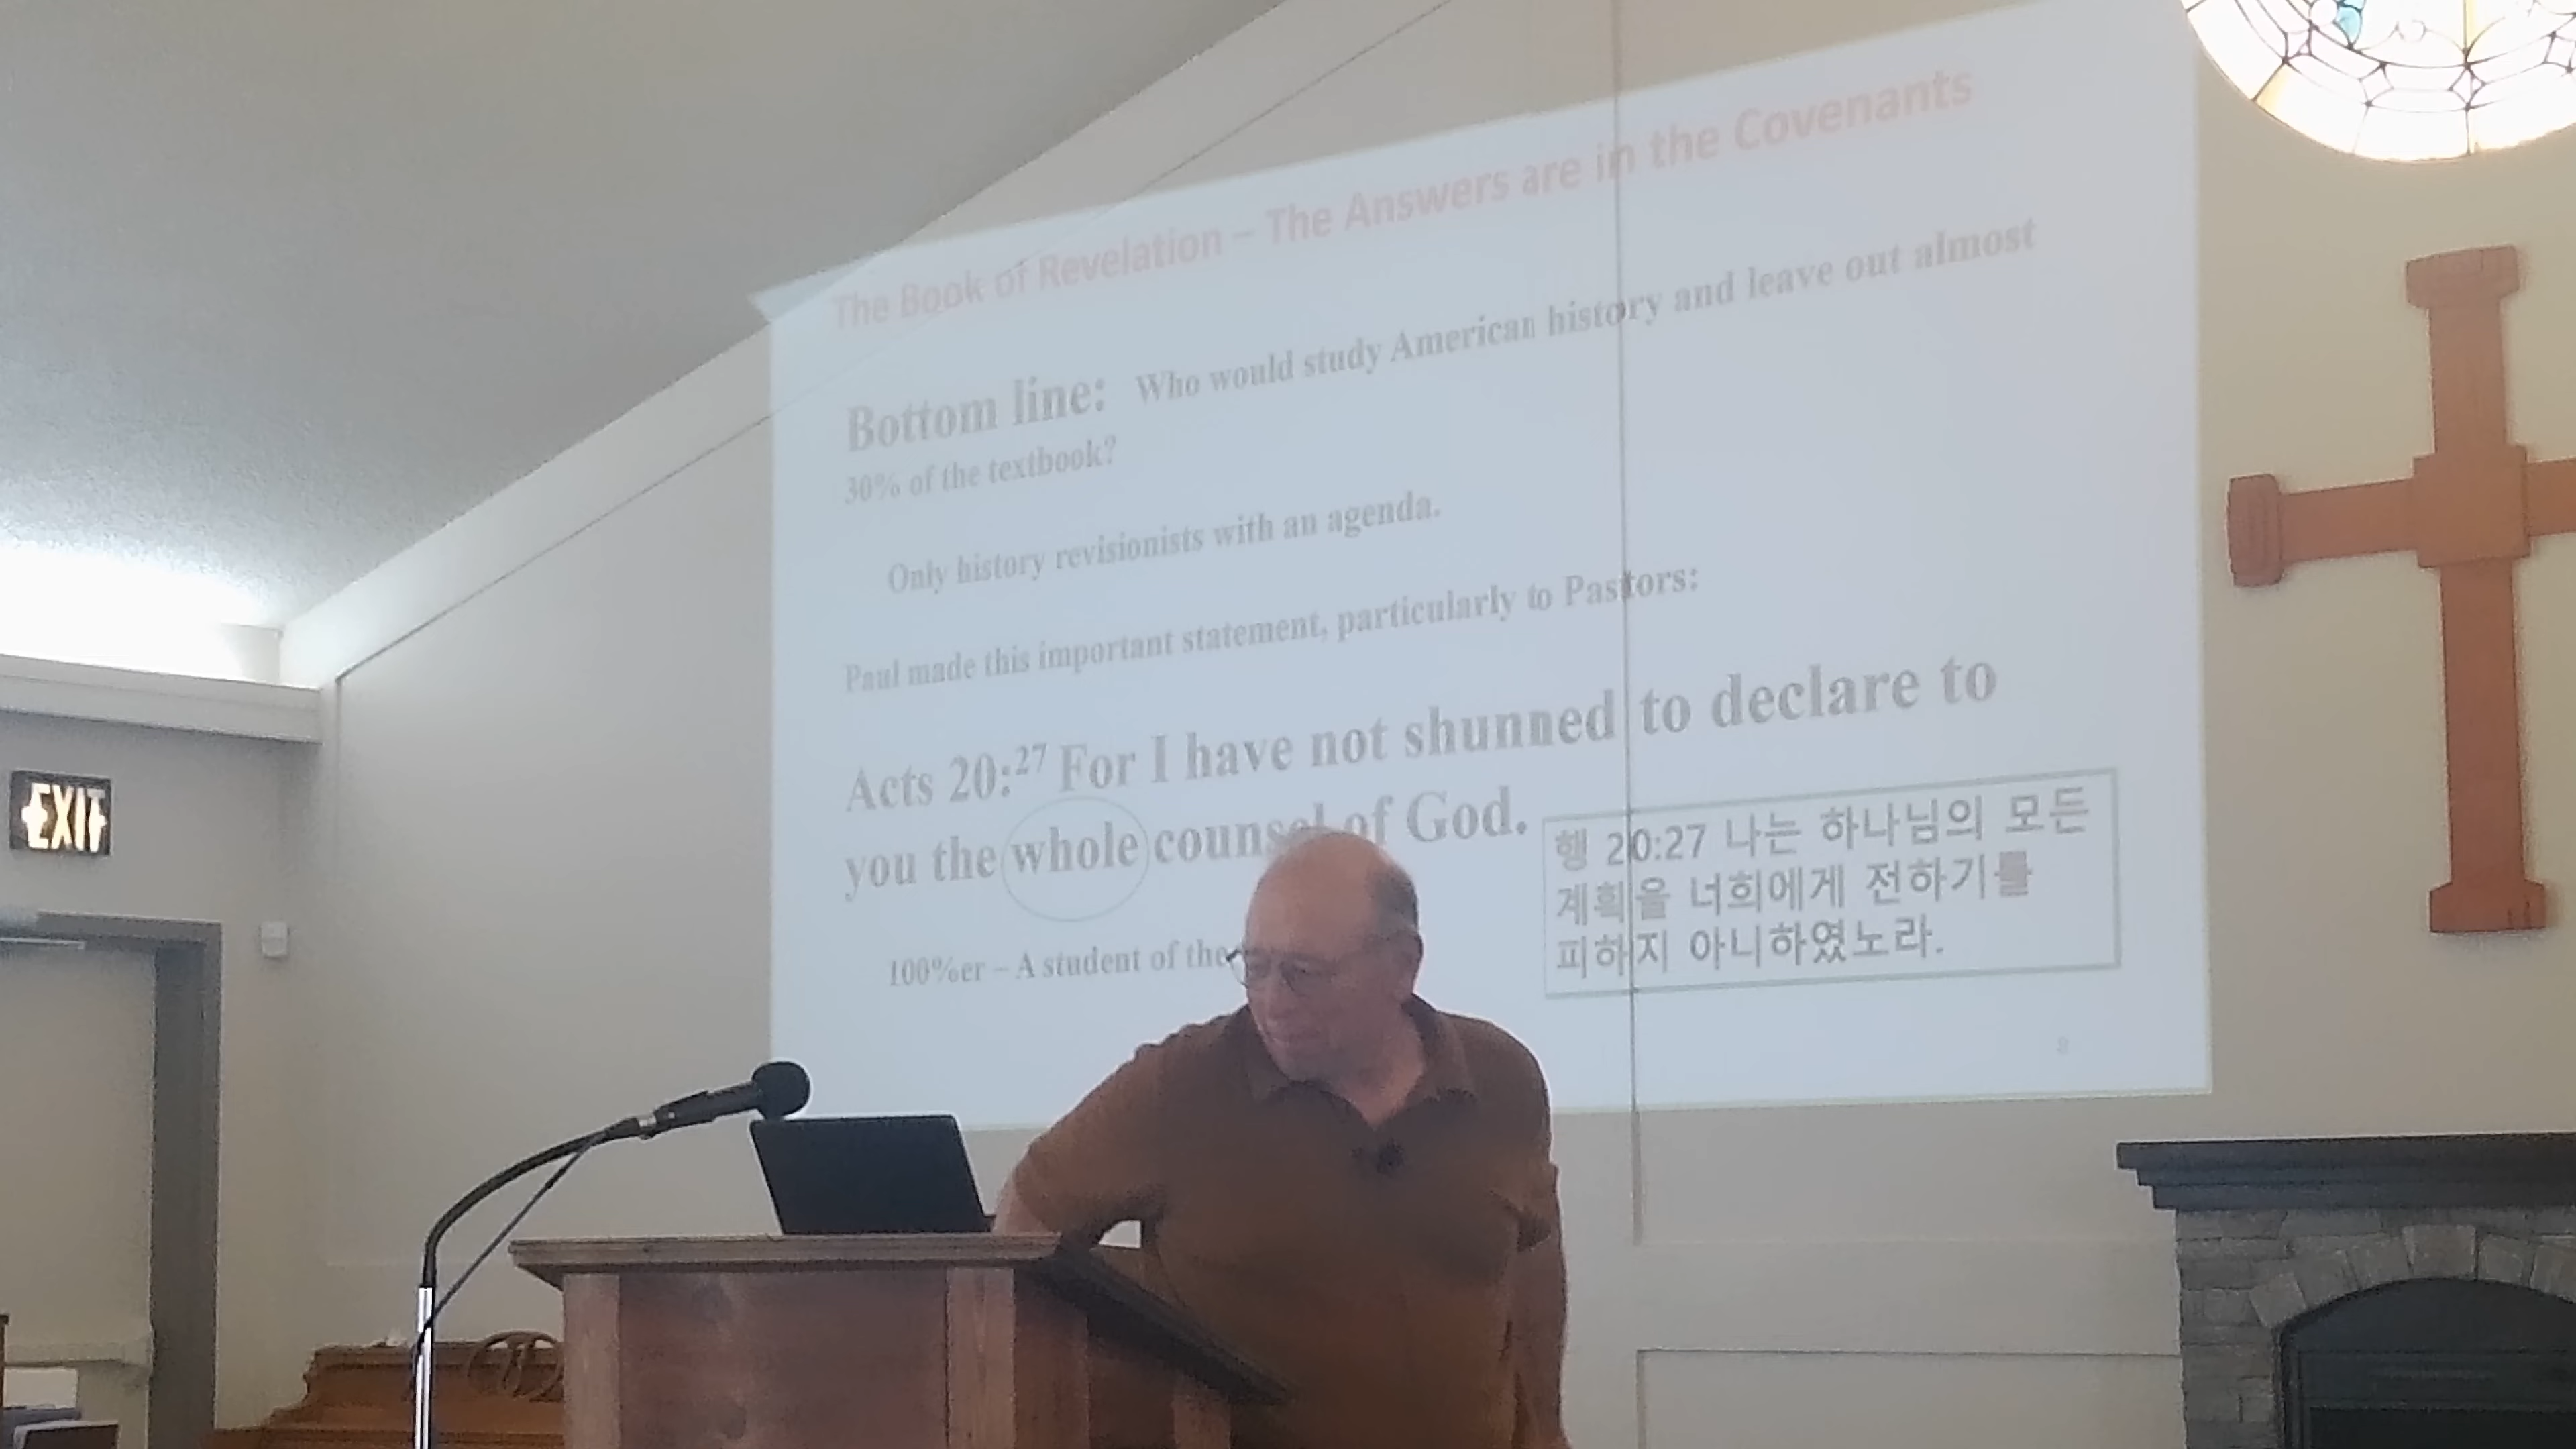 The Book of Revelation – The Answers are in the Covenants
Bottom line: Who would study American history and leave out almost
30% of the textbook?
Only history revisionists with an agenda.
Paul made this important statement, particularly to Pastors:
Acts 20:27 For I have not shunned to declare to
you the whole counsel of God.
100%er – A student of the
행 20:27 나는 하나님의 모든
계획을 너희에게 전하기를
피하지 아니하였노라.
8
EXIT